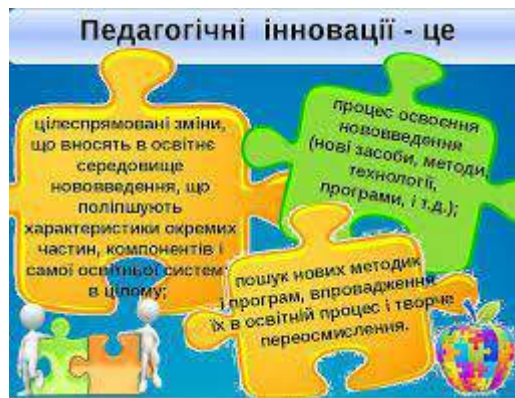 Педагогічні інновації - це
цілеспрямовані зміни,
що вносять в освітнє
середовище
нововведення, що
поліпшують
характеристики окремих
частин, компонентів і
самої освітньої систем
в цілому;
процес освоєння
нововведення
(нові засоби, методи,
технології,
програми, і т.д.);
пошук нових методик
і програм, впровадження
їх в освітній процес і творче
переосмислення.